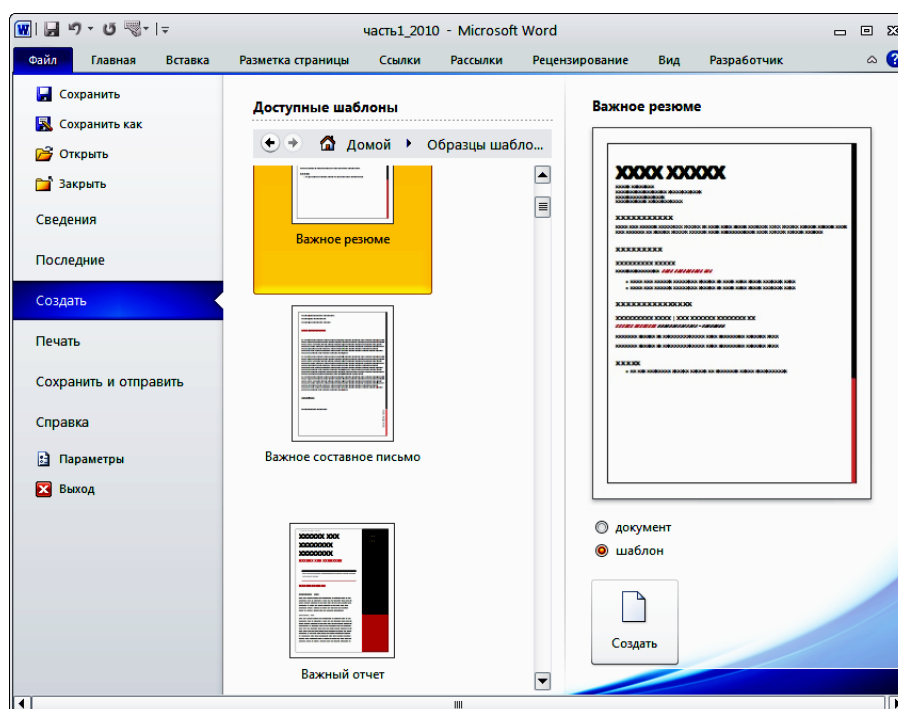 часть1_2010 - Microsoft Word
Файл Главная Вставка Разметка страницы Ссылки Рассылки Рецензирование Вид Разработчик
Сохранить
Сохранить как
Открыть
Закрыть
Сведения
Последние
Создать
Печать
Сохранить и отправить
Справка
Параметры
Выход
Доступные шаблоны
Домой Образцы шабло...
Важное резюме
Важное составное письмо
Важный отчет
Важное резюме
XXXX XXXXX
документ
шаблон
Создать